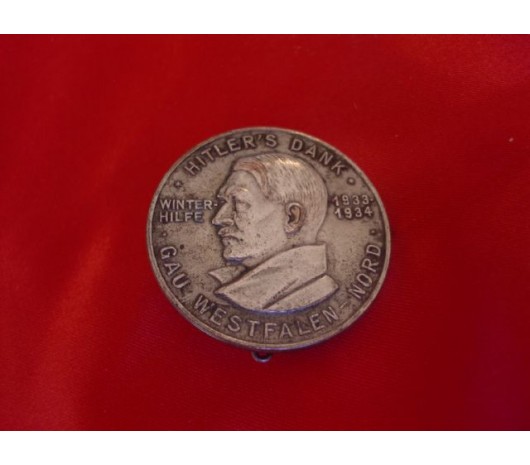 · HITLER'S DANK ·
WINTER-
HILFE
1933-
1934
GAU - WESTFALEN - NORD